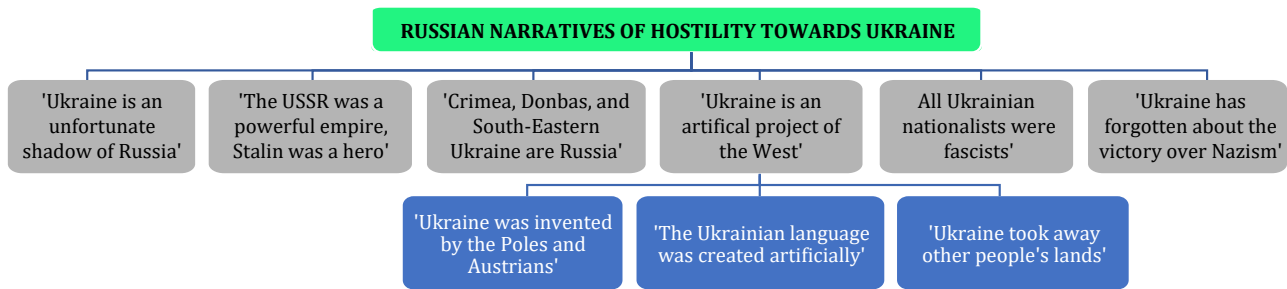 RUSSIAN NARRATIVES OF HOSTILITY TOWARDS UKRAINE
'Ukraine is an
unfortunate
shadow of Russia'
'The USSR was a
powerful empire,
Stalin was a hero'
'Crimea, Donbas, and
South-Eastern
Ukraine are Russia'
'Ukraine is an
artifical project of
the West'
All Ukrainian
nationalists were
fascists'
'Ukraine has
forgotten about the
victory over Nazism'
'Ukraine was invented
by the Poles and
Austrians'
'The Ukrainian language
was created artificially'
'Ukraine took away
other people's lands'